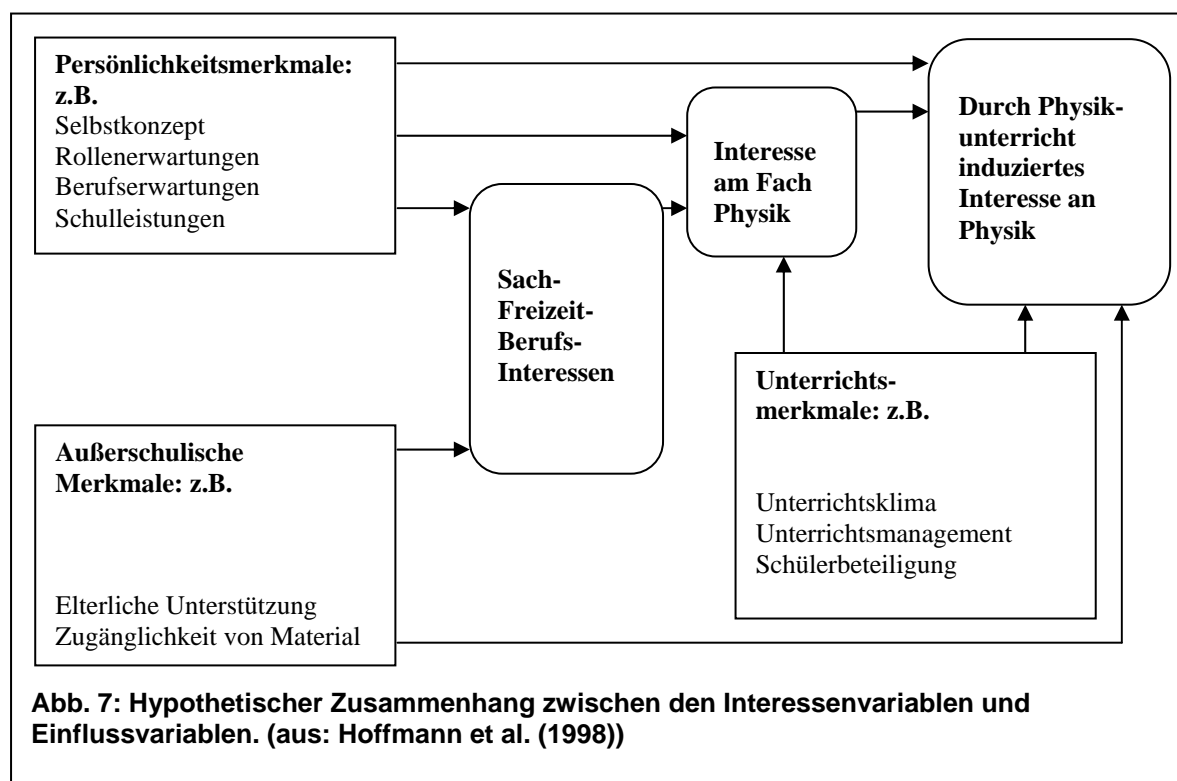 Persönlichkeitsmerkmale:
z.B.
Selbstkonzept
Rollenerwartungen
Berufserwartungen
Schulleistungen
Interesse
am Fach
Physik
Durch Physik-
unterricht
induziertes
Interesse an
Physik
Sach-
Freizeit-
Berufs-
Interessen
Unterrichts-
merkmale: z.B.
Unterrichtsklima
Unterrichtsmanagement
Schülerbeteiligung
Außerschulische
Merkmale: z.B.
Elterliche Unterstützung
Zugänglichkeit von Material
Abb. 7: Hypothetischer Zusammenhang zwischen den Interessenvariablen und
Einflussvariablen. (aus: Hoffmann et al. (1998))